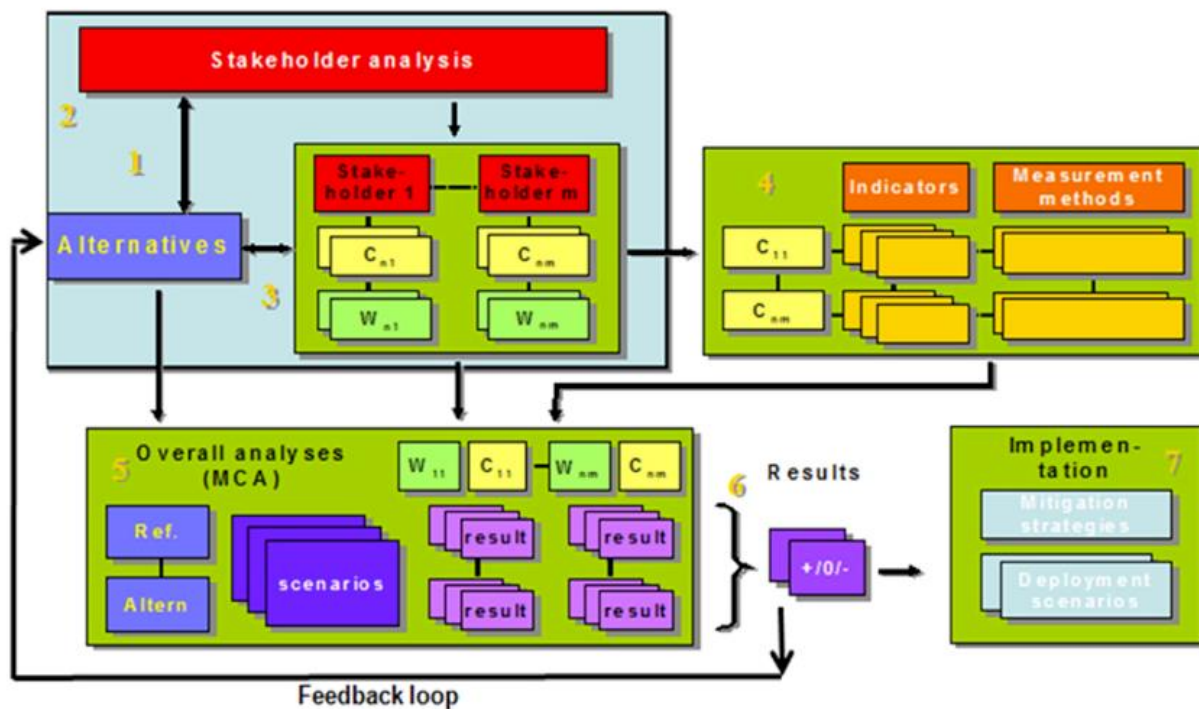 Stakeholder analysis
2
1
Stake-
holder 1
Stake-
holder m
4
Indicators
Measurement
methods
Alternatives
3
C n1
C nm
C 11
W n1
W nm
C nm
5
Overall analyses
(MCA)
W 11
C 11
W nm
C nm
6
Results
Implemen-
tation
7
Ref.
Altern
scenarios
result
result
result
result
+/0/-
Mitigation
strategies
Deployment
scenarios
Feedback loop